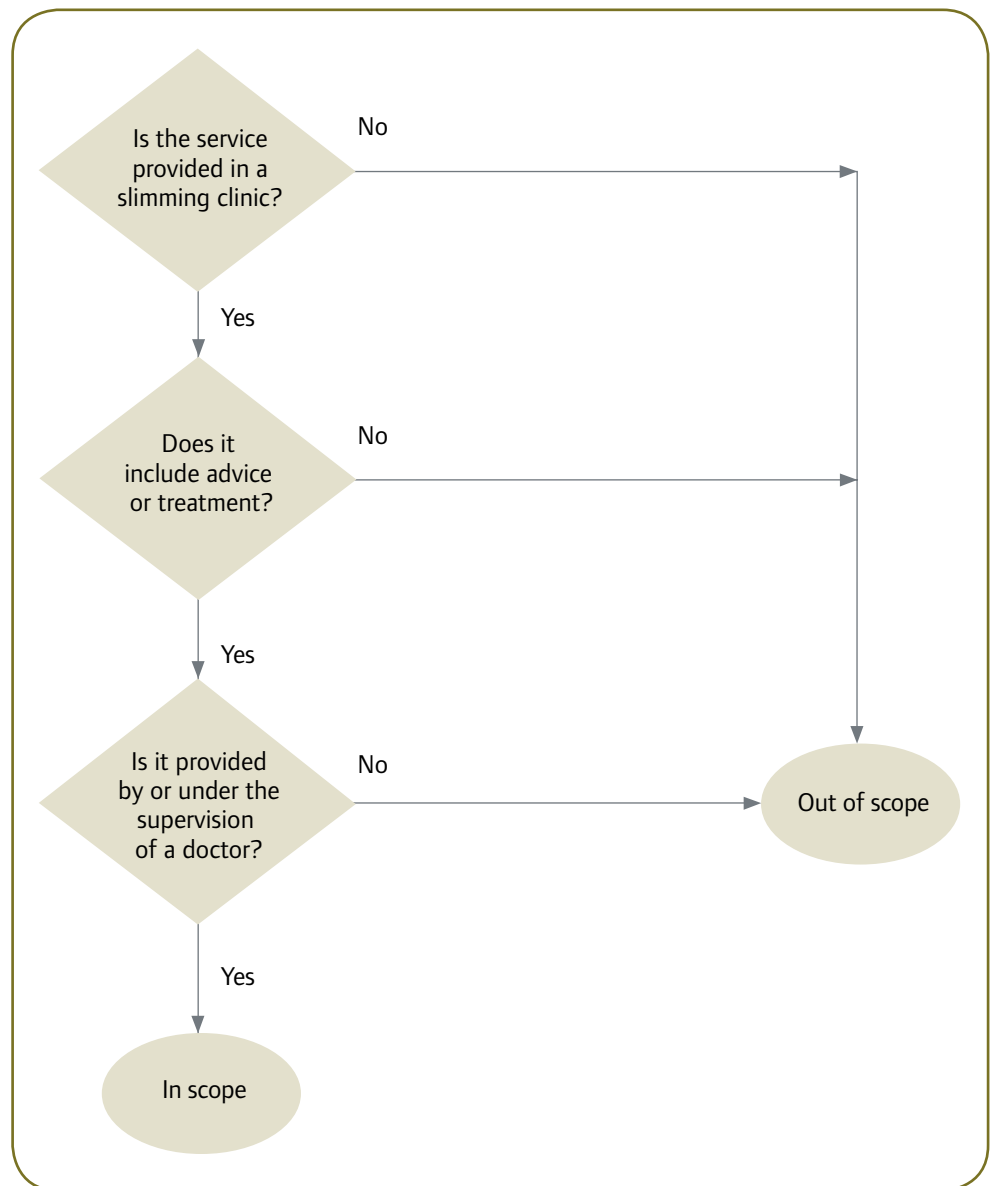 Is the service
provided in a
slimming clinic?
No
Yes
Does it
include advice
or treatment?
No
Yes
Is it provided
by or under the
supervision
of a doctor?
No
Out of scope
Yes
In scope